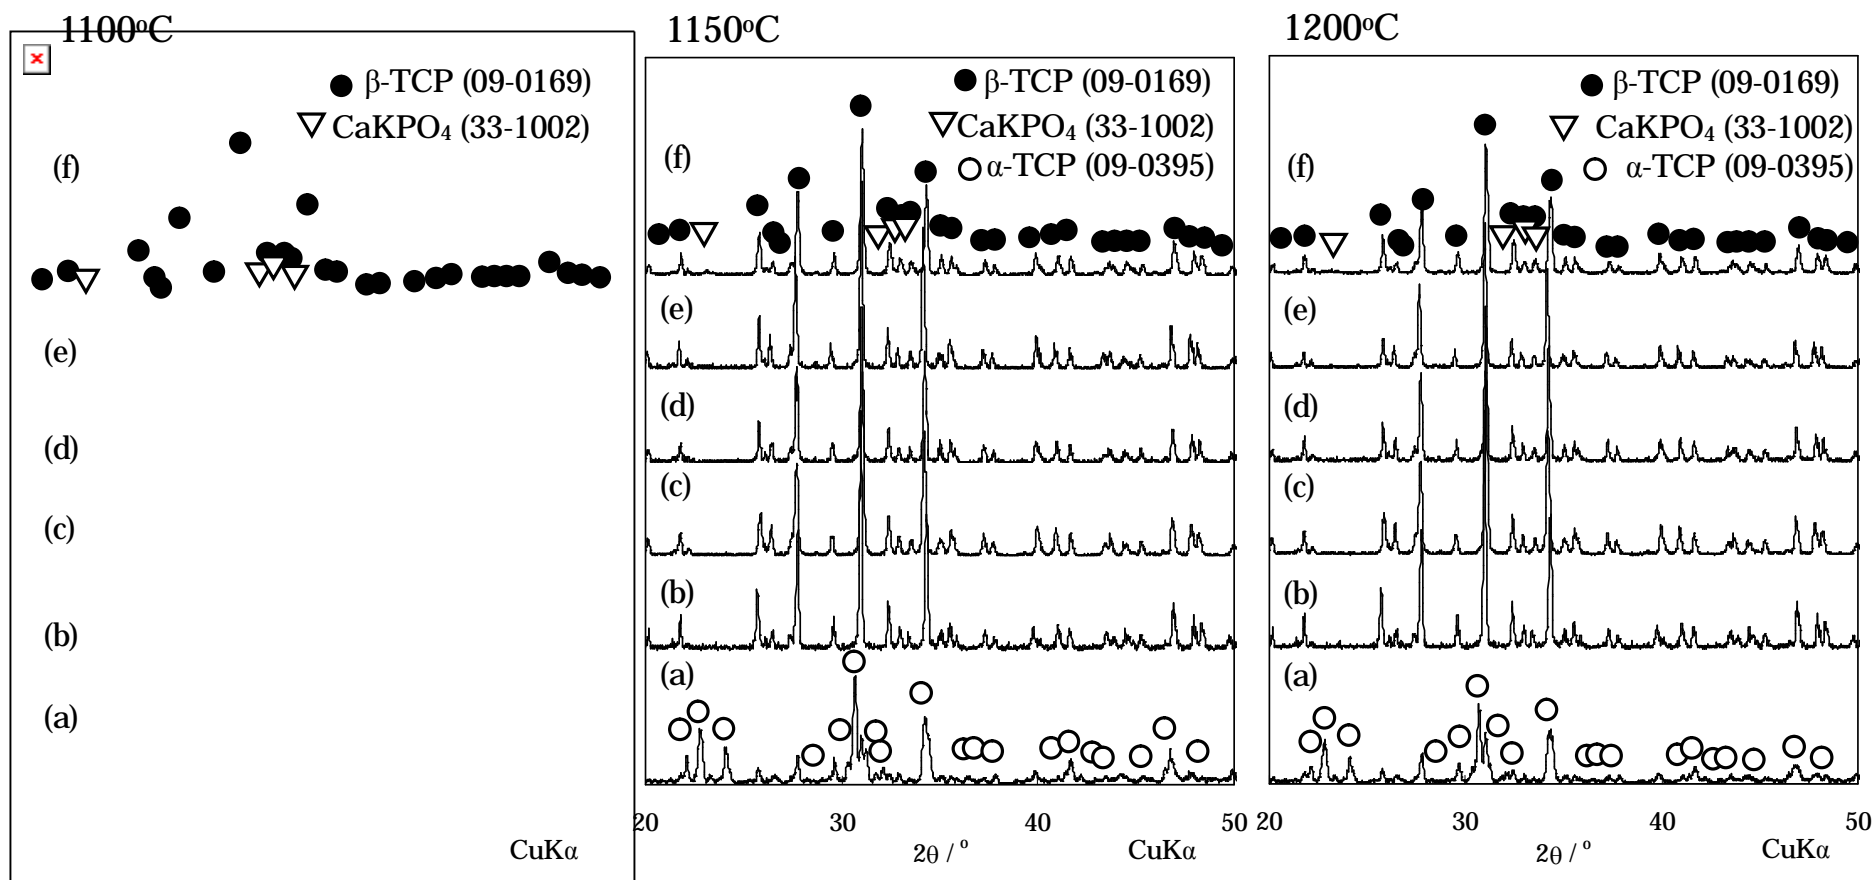 1100°C
● β-TCP (09-0169)
▽ CaKPO₄ (33-1002)
(f)
(e)
(d)
(c)
(b)
(a)
CuKα
1150°C
● β-TCP (09-0169)
▽CaKPO₄ (33-1002)
○ α-TCP (09-0395)
(f)
(e)
(d)
(c)
(b)
(a)
20 30 40 50
2θ / °
CuKα
1200°C
● β-TCP (09-0169)
▽ CaKPO₄ (33-1002)
○ α-TCP (09-0395)
(f)
(e)
(d)
(c)
(b)
(a)
20 30 40 50
2θ / °
CuKα